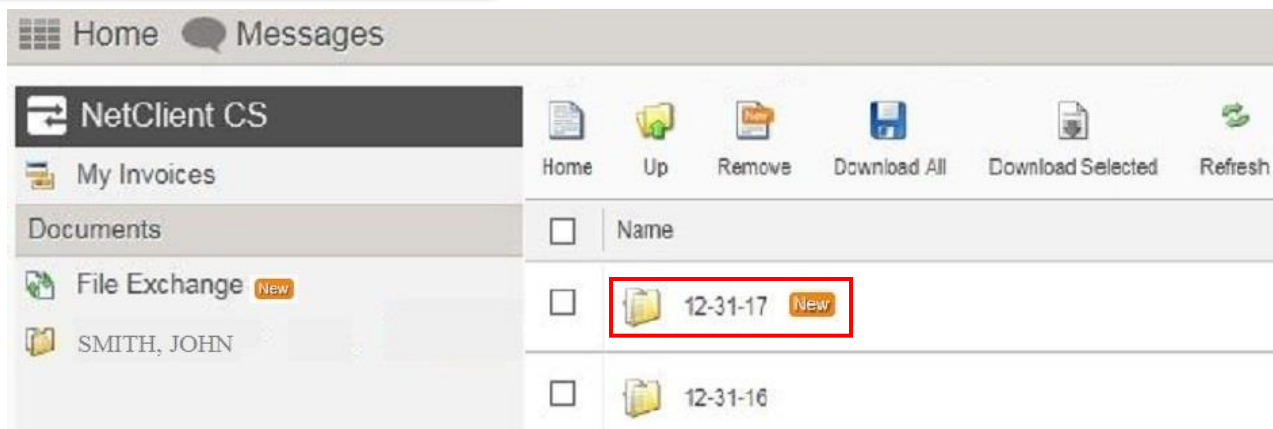 Home Messages
NetClient CS
My Invoices
Documents
File Exchange New
SMITH, JOHN
New
Home Up Remove Download All Download Selected Refresh
Name
12-31-17 New
12-31-16